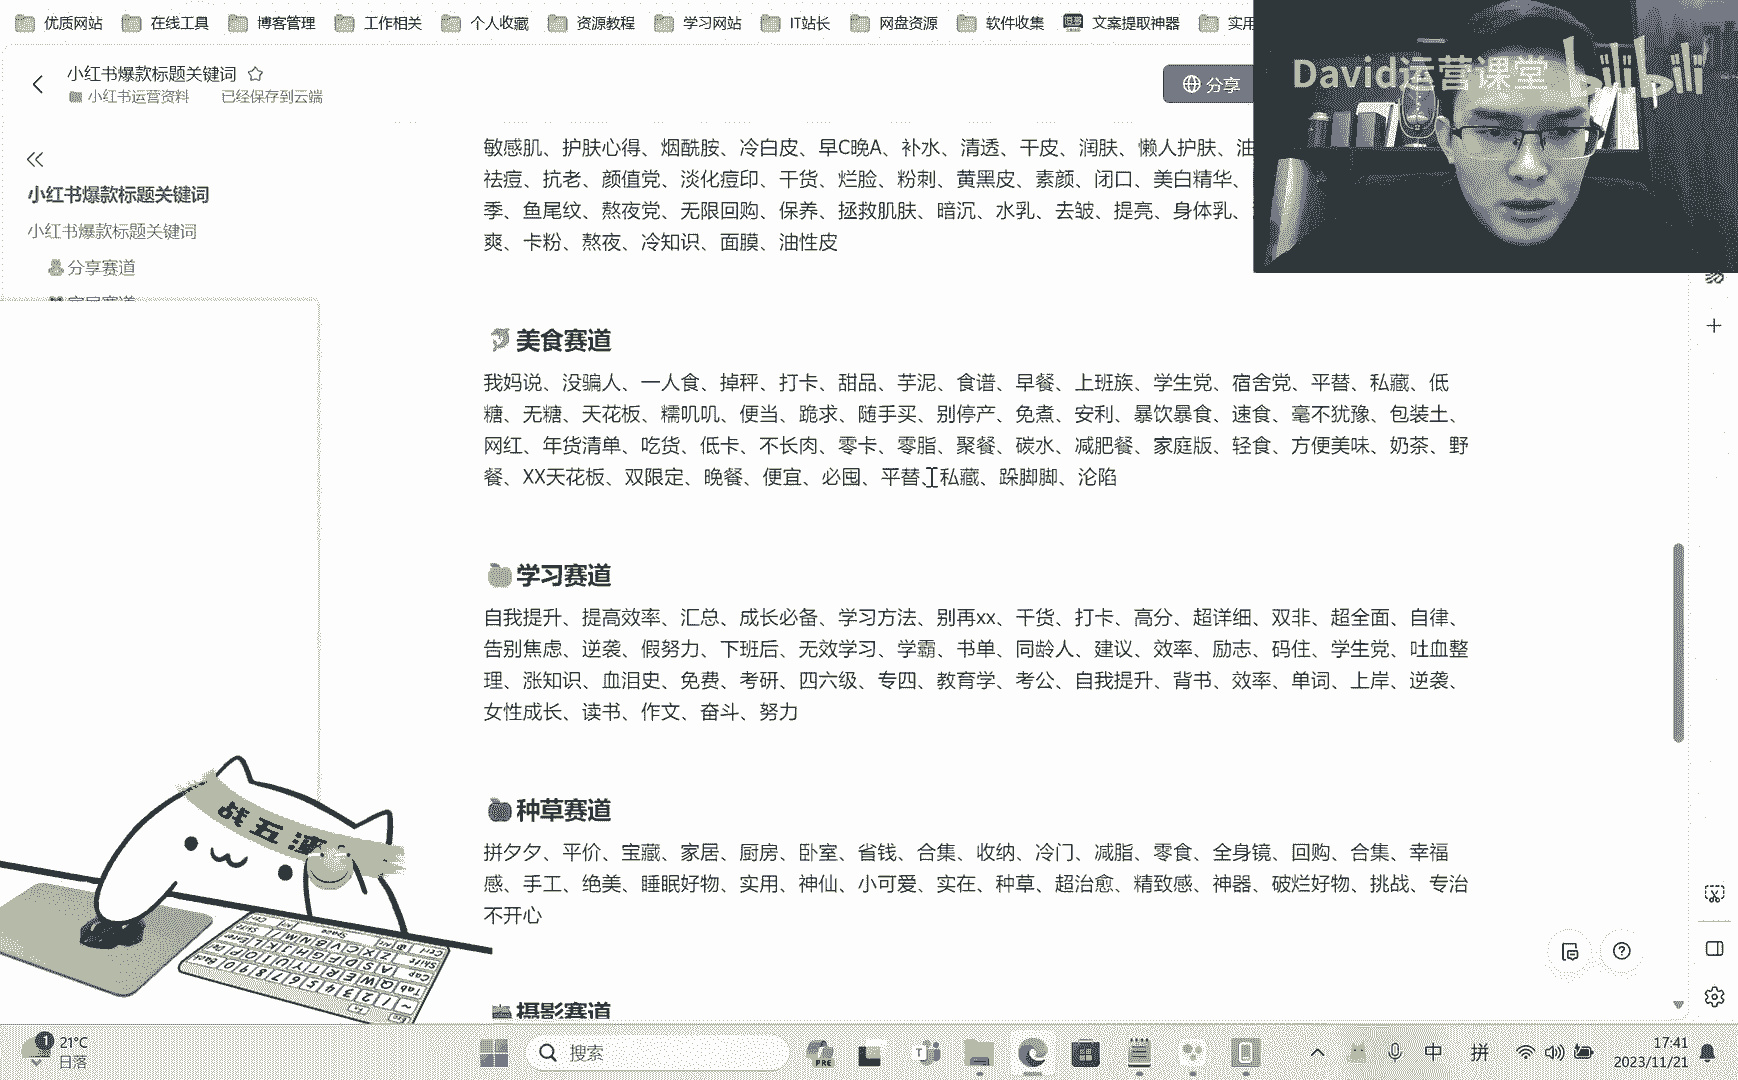 优质网站 在线工具 博客管理 工作相关 个人收藏 资源教程 学习网站 IT站长 网盘资源 软件收集 文案提取神器 实用
David运营课堂 bilibili
小红书爆款标题关键词
小红书运营资料 已经保存到云端
分享
小红书爆款标题关键词
小红书爆款标题关键词
分享赛道
敏感肌、护肤心得、烟酰胺、冷白皮、早C晚A、补水、清透、干皮、润肤、懒人护肤、油
祛痘、抗老、颜值党、淡化痘印、干货、烂脸、粉刺、黄黑皮、素颜、闭口、美白精华、
季、鱼尾纹、熬夜党、无限回购、保养、拯救肌肤、暗沉、水乳、去皱、提亮、身体乳、
爽、卡粉、熬夜、冷知识、面膜、油性皮
美食赛道
我妈说、没骗人、一人食、掉秤、打卡、甜品、芋泥、食谱、早餐、上班族、学生党、宿舍党、平替、私藏、低
糖、无糖、天花板、糯叽叽、便当、跪求、随手买、别停产、免煮、安利、暴饮暴食、速食、毫不犹豫、包装土、
网红、年货清单、吃货、低卡、不长肉、零卡、零脂、聚餐、碳水、减肥餐、家庭版、轻食、方便美味、奶茶、野
餐、XX天花板、双限定、晚餐、便宜、必囤、平替、私藏、跺脚脚、沦陷
学习赛道
自我提升、提高效率、汇总、成长必备、学习方法、别再xx、干货、打卡、高分、超详细、双非、超全面、自律、
告别焦虑、逆袭、假努力、下班后、无效学习、学霸、书单、同龄人、建议、效率、励志、码住、学生党、吐血整
理、涨知识、血泪史、免费、考研、四六级、专四、教育学、考公、自我提升、背书、效率、单词、上岸、逆袭、
女性成长、读书、作文、奋斗、努力
种草赛道
拼夕夕、平价、宝藏、家居、厨房、卧室、省钱、合集、收纳、冷门、减脂、零食、全身镜、回购、合集、幸福
感、手工、绝美、睡眠好物、实用、神仙、小可爱、实在、种草、超治愈、精致感、神器、破烂好物、挑战、专治
不开心
摄影赛道
战五渣
1
21°C
日落
搜索
PRE
中 拼
17:41
2023/11/21